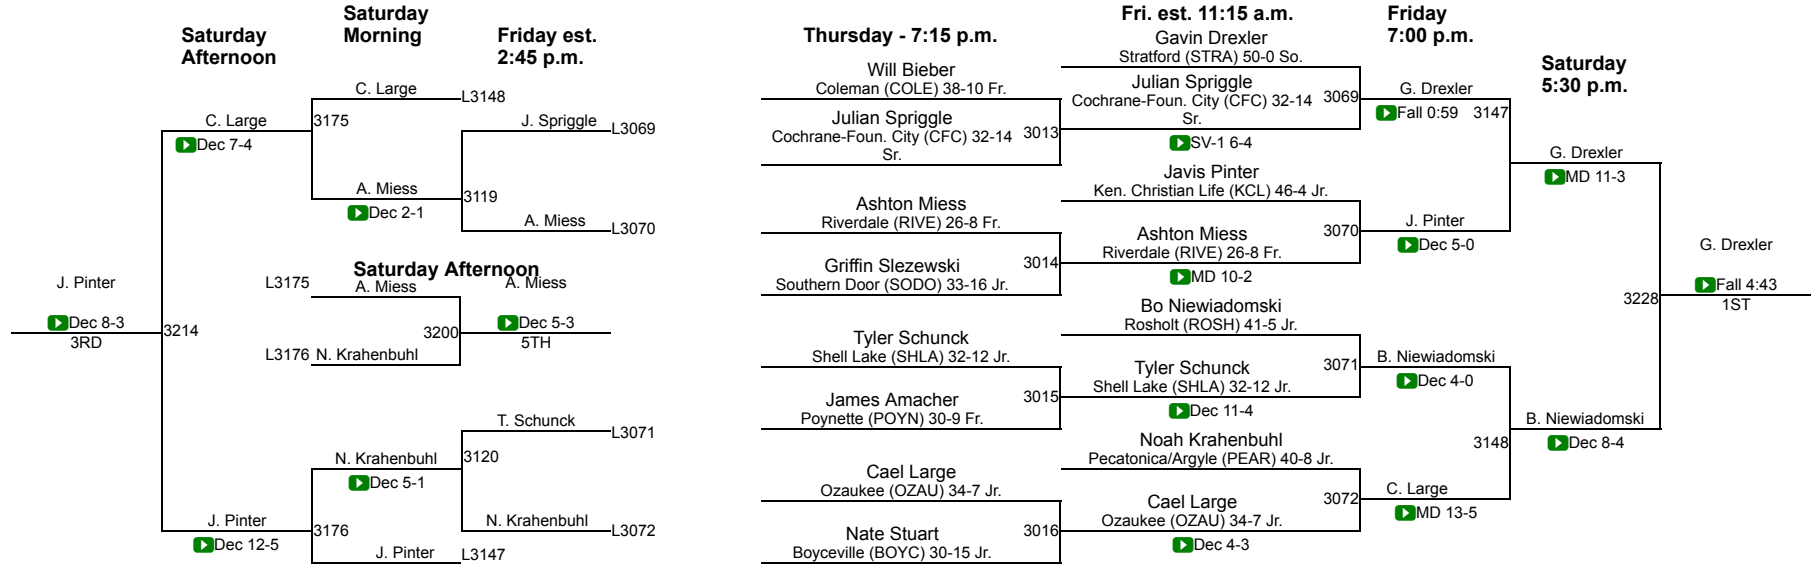 Saturday
Afternoon
Saturday
Morning
Friday est.
2:45 p.m.
C. Large
L3148
C. Large
3175
J. Spriggle
L3069
Dec 7-4
A. Miess
3119
Dec 2-1
A. Miess
L3070
Saturday Afternoon
J. Pinter
L3175
A. Miess
A. Miess
Dec 8-3
3214
3200
Dec 5-3
3RD
5TH
L3176
N. Krahenbuhl
T. Schunck
L3071
N. Krahenbuhl
3120
Dec 5-1
J. Pinter
3176
N. Krahenbuhl
L3072
Dec 12-5
J. Pinter
L3147
Thursday - 7:15 p.m.
Fri. est. 11:15 a.m.
Friday
7:00 p.m.
Saturday
5:30 p.m.
Will Bieber
Coleman (COLE) 38-10 Fr.
Julian Spriggle
Cochrane-Foun. City (CFC) 32-14
Sr.
3013
Ashton Miess
Riverdale (RIVE) 26-8 Fr.
Griffin Slezewski
Southern Door (SODO) 33-16 Jr.
3014
Tyler Schunck
Shell Lake (SHLA) 32-12 Jr.
James Amacher
Poynette (POYN) 30-9 Fr.
3015
Cael Large
Ozaukee (OZAU) 34-7 Jr.
Nate Stuart
Boyceville (BOYC) 30-15 Jr.
3016
Gavin Drexler
Stratford (STRA) 50-0 So.
Julian Spriggle
Cochrane-Foun. City (CFC) 32-14
Sr.
3069
SV-1 6-4
Javis Pinter
Ken. Christian Life (KCL) 46-4 Jr.
Ashton Miess
Riverdale (RIVE) 26-8 Fr.
3070
MD 10-2
Bo Niewiadomski
Rosholt (ROSH) 41-5 Jr.
Tyler Schunck
Shell Lake (SHLA) 32-12 Jr.
3071
Dec 11-4
Noah Krahenbuhl
Pecatonica/Argyle (PEAR) 40-8 Jr.
Cael Large
Ozaukee (OZAU) 34-7 Jr.
3072
Dec 4-3
G. Drexler
Fall 0:59
3147
J. Pinter
Dec 5-0
B. Niewiadomski
Dec 4-0
3148
C. Large
MD 13-5
G. Drexler
MD 11-3
B. Niewiadomski
Dec 8-4
3228
G. Drexler
Fall 4:43
1ST